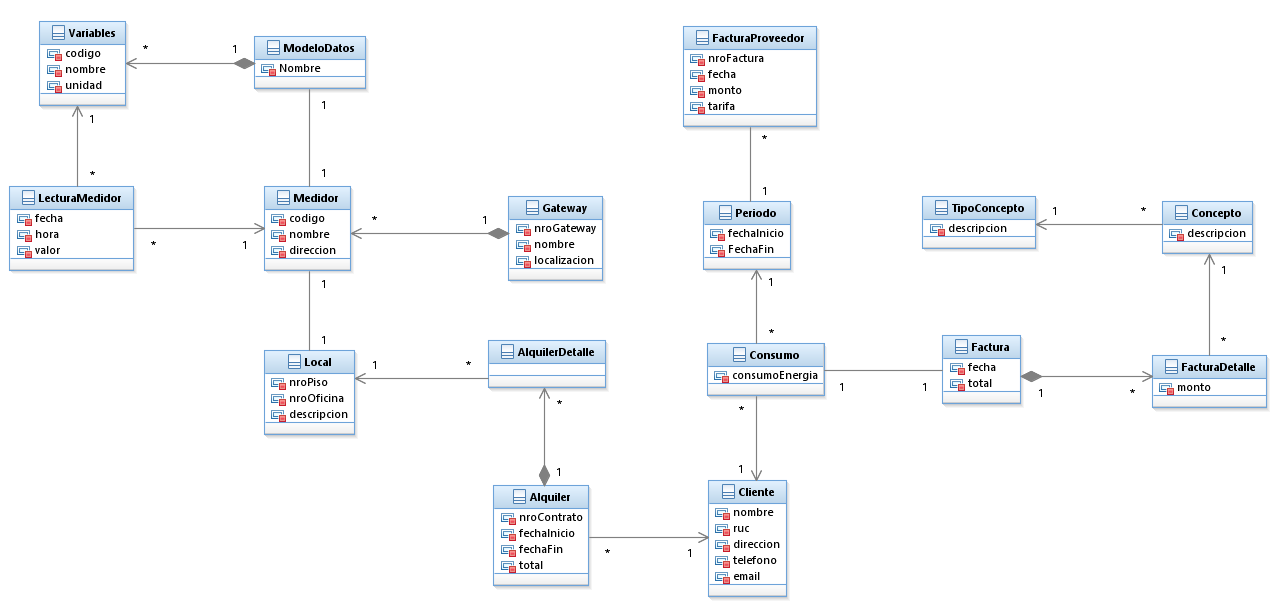 Variables
codigo
nombre
unidad
* 1
ModeloDatos
Nombre
1
*
1
1
LecturaMedidor
fecha
hora
valor
* 1
Medidor
codigo
nombre
direccion
* 1
Gateway
nroGateway
nombre
localizacion
1
1
Local
nroPiso
nroOficina
descripcion
1 *
AlquilerDetalle
*
1
Alquiler
nroContrato
fechaInicio
fechaFin
total
* 1
FacturaProveedor
nroFactura
fecha
monto
tarifa
*
1
Periodo
fechaInicio
FechaFin
1
*
Consumo
consumoEnergia
*
1
Cliente
nombre
ruc
direccion
telefono
email
1 1
Factura
fecha
total
1 *
FacturaDetalle
monto
*
1
Concepto
descripcion
1 *
TipoConcepto
descripcion